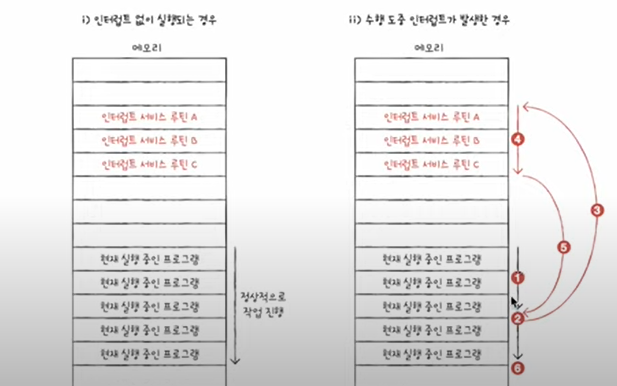 i) 인터럽트 없이 실행되는 경우
메모리
인터럽트 서비스 루틴 A
인터럽트 서비스 루틴 B
인터럽트 서비스 루틴 C
현재 실행 중인 프로그램
현재 실행 중인 프로그램
현재 실행 중인 프로그램
현재 실행 중인 프로그램
현재 실행 중인 프로그램
정상적으로
작업 진행
ii) 수행 도중 인터럽트가 발생한 경우
메모리
인터럽트 서비스 루틴 A
인터럽트 서비스 루틴 B
인터럽트 서비스 루틴 C
현재 실행 중인 프로그램
현재 실행 중인 프로그램
현재 실행 중인 프로그램
현재 실행 중인 프로그램
현재 실행 중인 프로그램
4
3
5
1
2
6